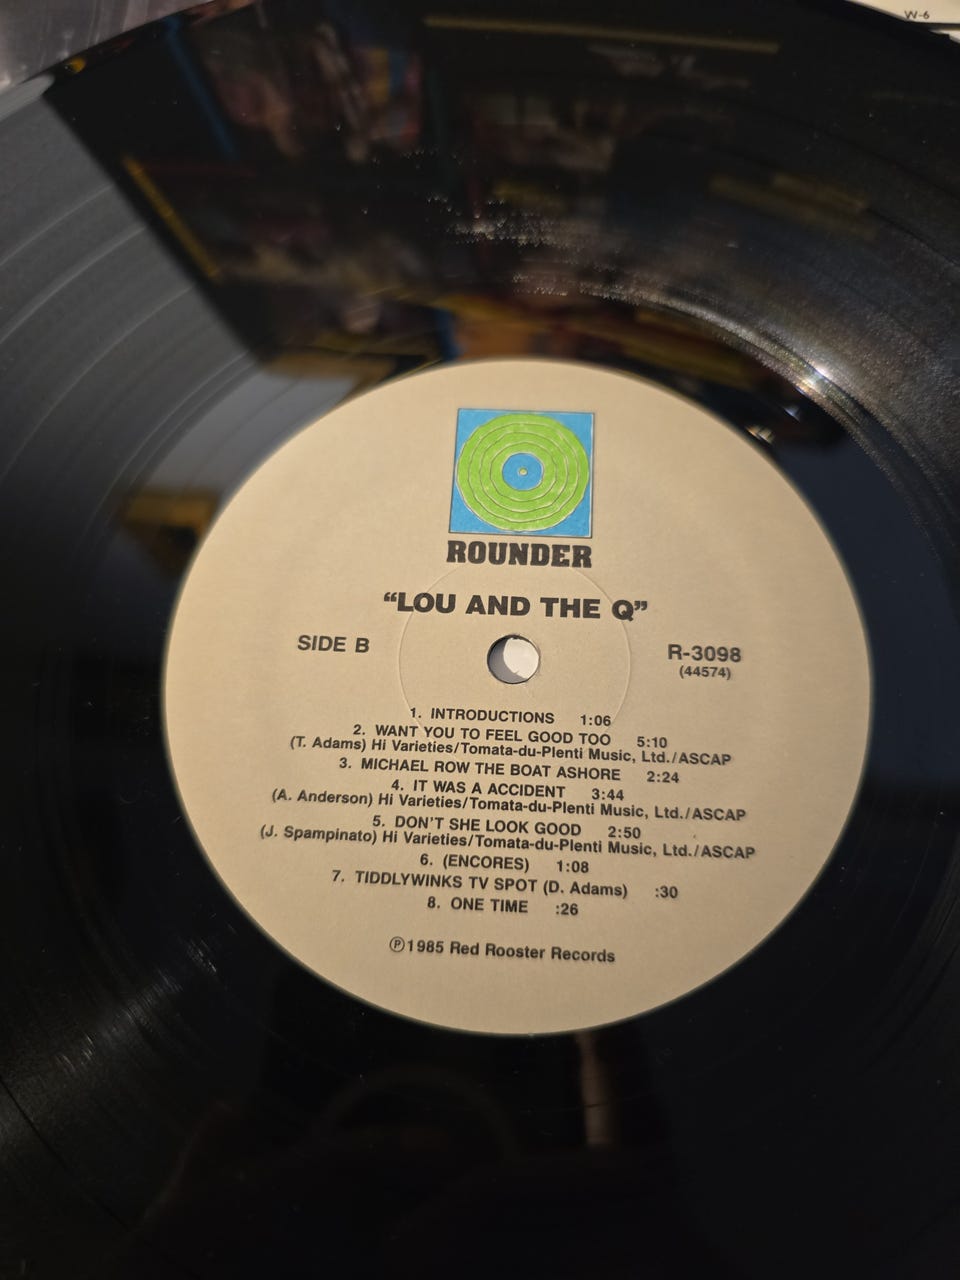 W-6
ROUNDER
"LOU AND THE Q"
SIDE B
R-3098
(44574)
1. INTRODUCTIONS 1:06
2. WANT YOU TO FEEL GOOD TOO 5:10
(T. Adams) Hi Varieties/Tomata-du-Plenti Music, Ltd./ASCAP
3. MICHAEL ROW THE BOAT ASHORE 2:24
4. IT WAS A ACCIDENT 3:44
(A. Anderson) Hi Varieties/Tomata-du-Plenti Music, Ltd./ASCAP
5. DON'T SHE LOOK GOOD 2:50
(J. Spampinato) Hi Varieties/Tomata-du-Plenti Music, Ltd./ASCAP
6. (ENCORES) 1:08
7. TIDDLYWINKS TV SPOT (D. Adams) :30
8. ONE TIME :26
Ⓟ1985 Red Rooster Records